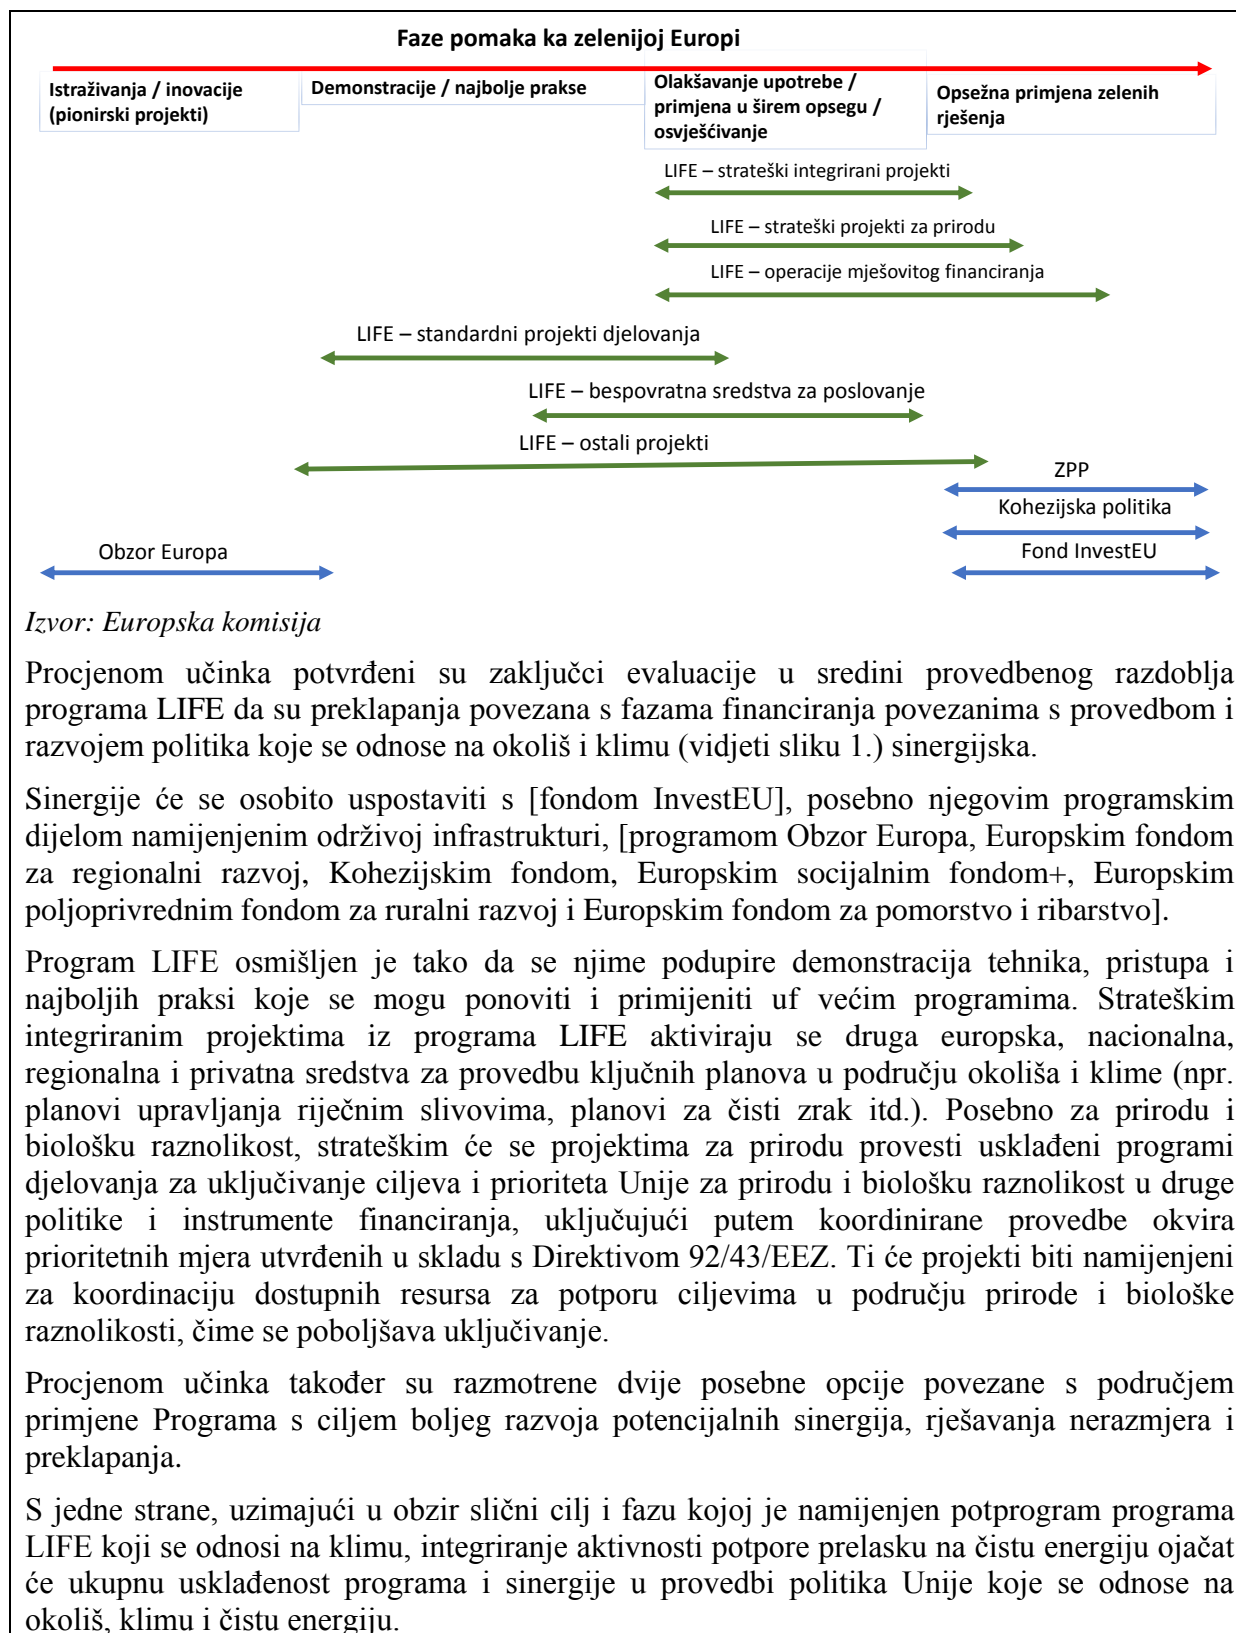 Faze pomaka ka zelenijoj Europi
Istraživanja / inovacije
(pionirski projekti)
Demonstracije / najbolje prakse
Olakšavanje upotrebe /
primjena u širem opsegu /
osvješćivanje
Opsežna primjena zelenih
rješenja
LIFE – strateški integrirani projekti
LIFE – strateški projekti za prirodu
LIFE – operacije mješovitog financiranja
LIFE – standardni projekti djelovanja
LIFE – bespovratna sredstva za poslovanje
LIFE – ostali projekti
ZPP
Kohezijska politika
Obzor Europa
Fond InvestEU
Izvor: Europska komisija
Procjenom učinka potvrđeni su zaključci evaluacije u sredini provedbenog razdoblja
programa LIFE da su preklapanja povezana s fazama financiranja povezanima s provedbom i
razvojem politika koje se odnose na okoliš i klimu (vidjeti sliku 1.) sinergijska.
Sinergije će se osobito uspostaviti s [fondom InvestEU], posebno njegovim programskim
dijelom namijenjenim održivoj infrastrukturi, [programom Obzor Europa, Europskim fondom
za regionalni razvoj, Kohezijskim fondom, Europskim socijalnim fondom+, Europskim
poljoprivrednim fondom za ruralni razvoj i Europskim fondom za pomorstvo i ribarstvo].
Program LIFE osmišljen je tako da se njime podupire demonstracija tehnika, pristupa i
najboljih praksi koje se mogu ponoviti i primijeniti uf većim programima. Strateškim
integriranim projektima iz programa LIFE aktiviraju se druga europska, nacionalna,
regionalna i privatna sredstva za provedbu ključnih planova u području okoliša i klime (npr.
planovi upravljanja riječnim slivovima, planovi za čisti zrak itd.). Posebno za prirodu i
biološku raznolikost, strateškim će se projektima za prirodu provesti usklađeni programi
djelovanja za uključivanje ciljeva i prioriteta Unije za prirodu i biološku raznolikost u druge
politike i instrumente financiranja, uključujući putem koordinirane provedbe okvira
prioritetnih mjera utvrđenih u skladu s Direktivom 92/43/EEZ. Ti će projekti biti namijenjeni
za koordinaciju dostupnih resursa za potporu ciljevima u području prirode i biološke
raznolikosti, čime se poboljšava uključivanje.
Procjenom učinka također su razmotrene dvije posebne opcije povezane s područjem
primjene Programa s ciljem boljeg razvoja potencijalnih sinergija, rješavanja nerazmjera i
preklapanja.
S jedne strane, uzimajući u obzir slični cilj i fazu kojoj je namijenjen potprogram programa
LIFE koji se odnosi na klimu, integriranje aktivnosti potpore prelasku na čistu energiju ojačat
će ukupnu usklađenost programa i sinergije u provedbi politika Unije koje se odnose na
okoliš, klimu i čistu energiju.